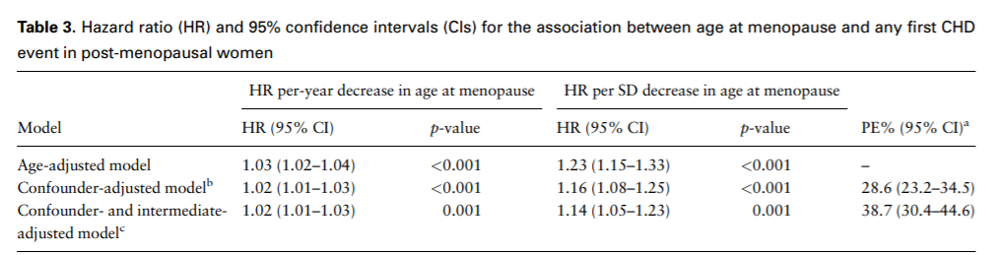 Table 3. Hazard ratio (HR) and 95% confidence intervals (CIs) for the association between age at menopause and any first CHD
event in post-menopausal women
HR per-year decrease in age at menopause HR per SD decrease in age at menopause
Model HR (95% CI) p-value HR (95% CI) p-value PE% (95% CI)a
Age-adjusted model 1.03 (1.02–1.04) <0.001 1.23 (1.15–1.33) <0.001 –
Confounder-adjusted modelb 1.02 (1.01–1.03) <0.001 1.16 (1.08–1.25) <0.001 28.6 (23.2–34.5)
Confounder- and intermediate- 1.02 (1.01–1.03) 0.001 1.14 (1.05–1.23) 0.001 38.7 (30.4–44.6)
adjusted modelc